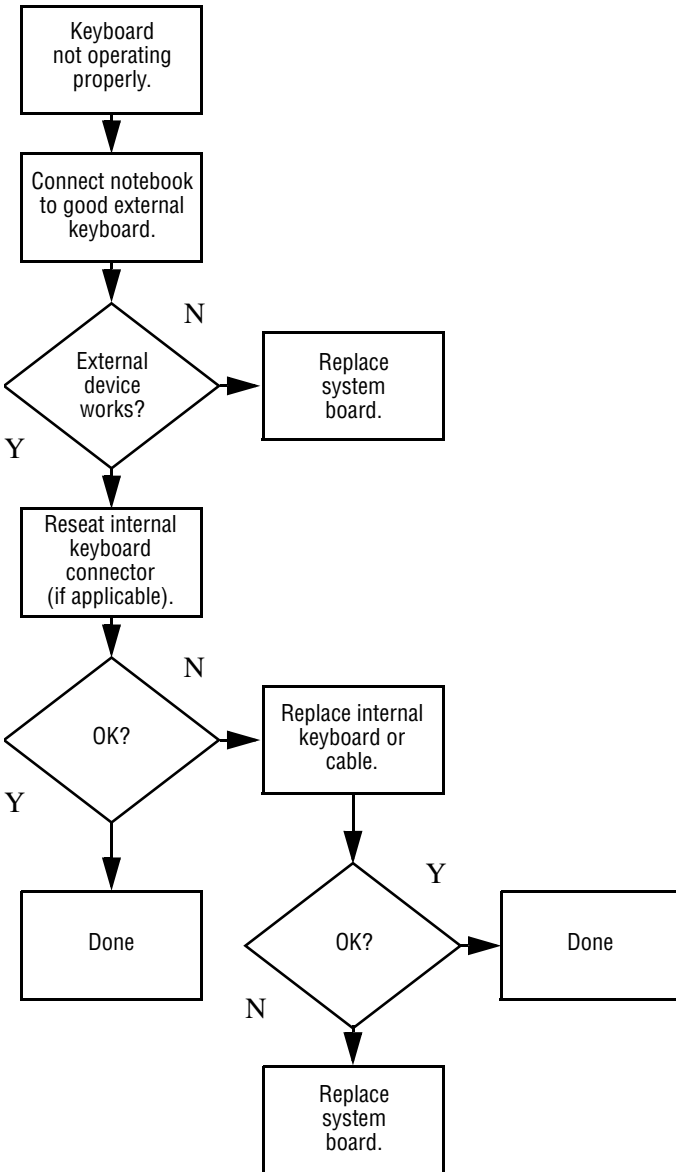 Keyboard
not operating
properly.
Connect notebook
to good external
keyboard.
N
External
device
works?
Replace
system
board.
Y
Reseat internal
keyboard
connector
(if applicable).
N
OK?
Replace internal
keyboard or
cable.
Y
Y
Done
OK?
Done
N
Replace
system
board.